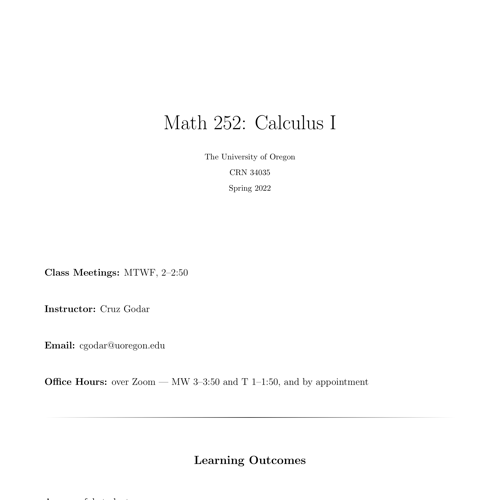 Math 252: Calculus I
The University of Oregon
CRN 34035
Spring 2022
Class Meetings: MTWF, 2–2:50
Instructor: Cruz Godar
Email: cgodar@uoregon.edu
Office Hours: over Zoom — MW 3–3:50 and T 1–1:50, and by appointment
Learning Outcomes